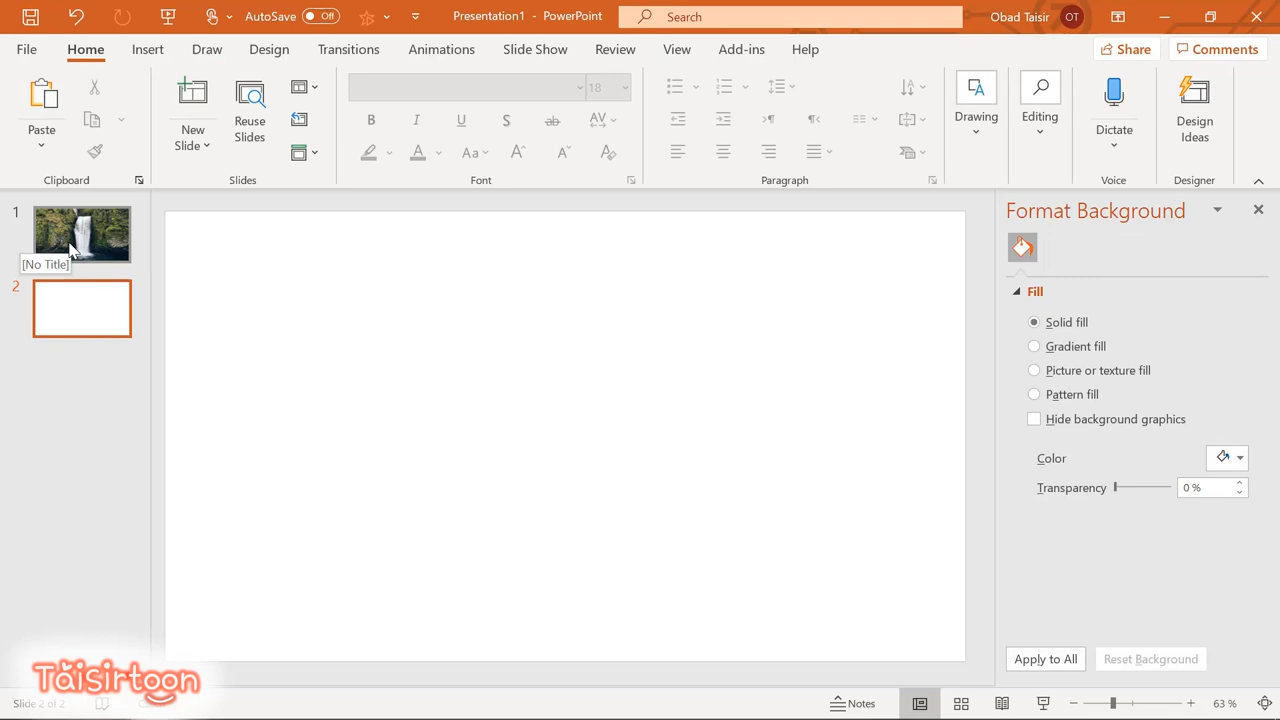 AutoSave Off
Presentation1 - PowerPoint
Search
Obad Taisir OT
File Home Insert Draw Design Transitions Animations Slide Show Review View Add-ins Help Share Comments
Paste
New Slide
Reuse Slides
18
B I U S ab AV
A Aa A A A
Drawing
Editing
Dictate
Design Ideas
Clipboard Slides Font Paragraph Voice Designer
1
[No Title]
2
Format Background
Fill
Solid fill
Gradient fill
Picture or texture fill
Pattern fill
Hide background graphics
Color
Transparency 0 %
Apply to All Reset Background
Taisirtoon
Slide 2 of 2
Notes
63 %